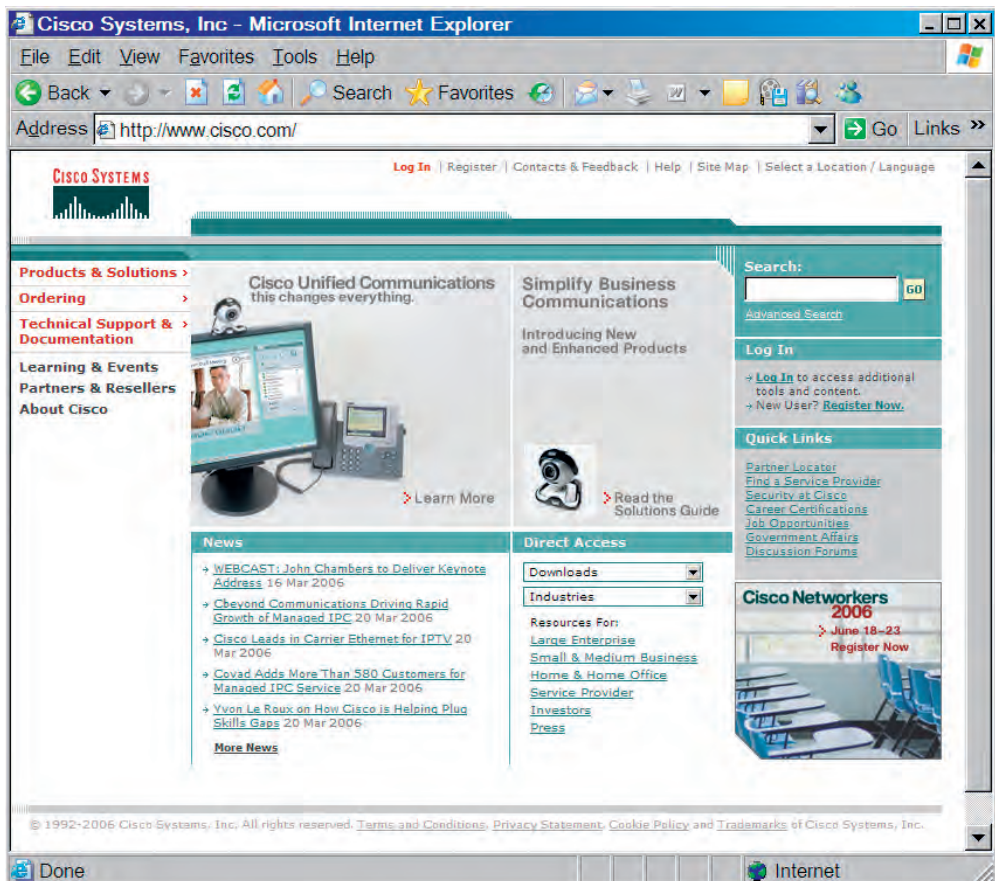 Cisco Systems, Inc - Microsoft Internet Explorer
File Edit View Favorites Tools Help
Back Search Favorites
Address http://www.cisco.com/ Go Links »
CISCO SYSTEMS
Log In | Register | Contacts & Feedback | Help | Site Map | Select a Location / Language
Products & Solutions ›
Ordering ›
Technical Support & ›
Documentation
Learning & Events
Partners & Resellers
About Cisco
Cisco Unified Communications
this changes everything.
Learn More
Simplify Business
Communications
Introducing New
and Enhanced Products
Read the
Solutions Guide
Search:
GO
Advanced Search
Log In
Log In to access additional
tools and content.
New User? Register Now.
Quick Links
Partner Locator
Find a Service Provider
Security at Cisco
Career Certifications
Job Opportunities
Government Affairs
Discussion Forums
News
WEBCAST: John Chambers to Deliver Keynote
Address 16 Mar 2006
Cbeyond Communications Driving Rapid
Growth of Managed IPC 20 Mar 2006
Cisco Leads in Carrier Ethernet for IPTV 20
Mar 2006
Covad Adds More Than 580 Customers for
Managed IPC Service 20 Mar 2006
Yvon Le Roux on How Cisco is Helping Plug
Skills Gaps 20 Mar 2006
More News
Direct Access
Downloads
Industries
Resources For:
Large Enterprise
Small & Medium Business
Home & Home Office
Service Provider
Investors
Press
Cisco Networkers
2006
June 18-23
Register Now
© 1992-2006 Cisco Systems, Inc. All rights reserved. Terms and Conditions, Privacy Statement, Cookie Policy and Trademarks of Cisco Systems, Inc.
Done Internet